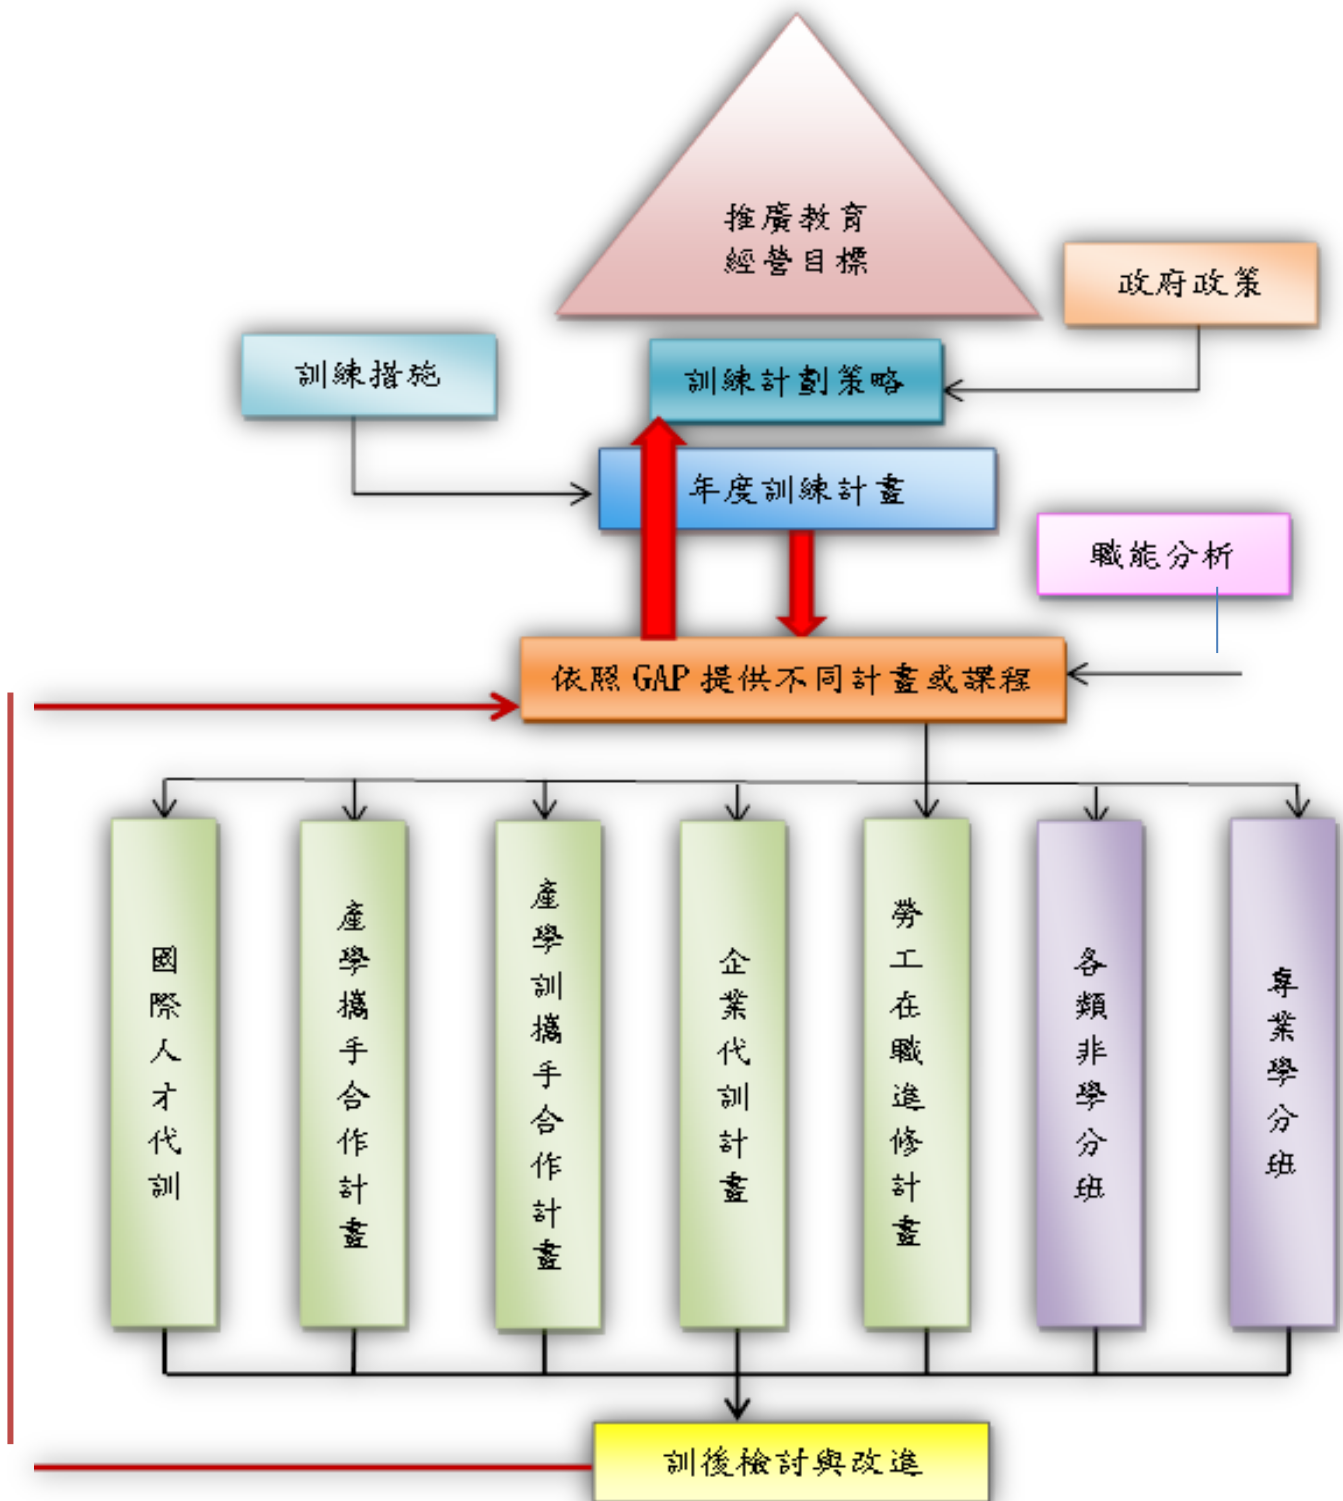 推廣教育
經營目標
政府政策
訓練措施
訓練計劃策略
年度訓練計畫
職能分析
依照 GAP 提供不同計畫或課程
國際人才代訓
產學攜手合作計畫
產學訓攜手合作計畫
企業代訓計畫
勞工在職進修計畫
各類非學分班
專業學分班
訓後檢討與改進